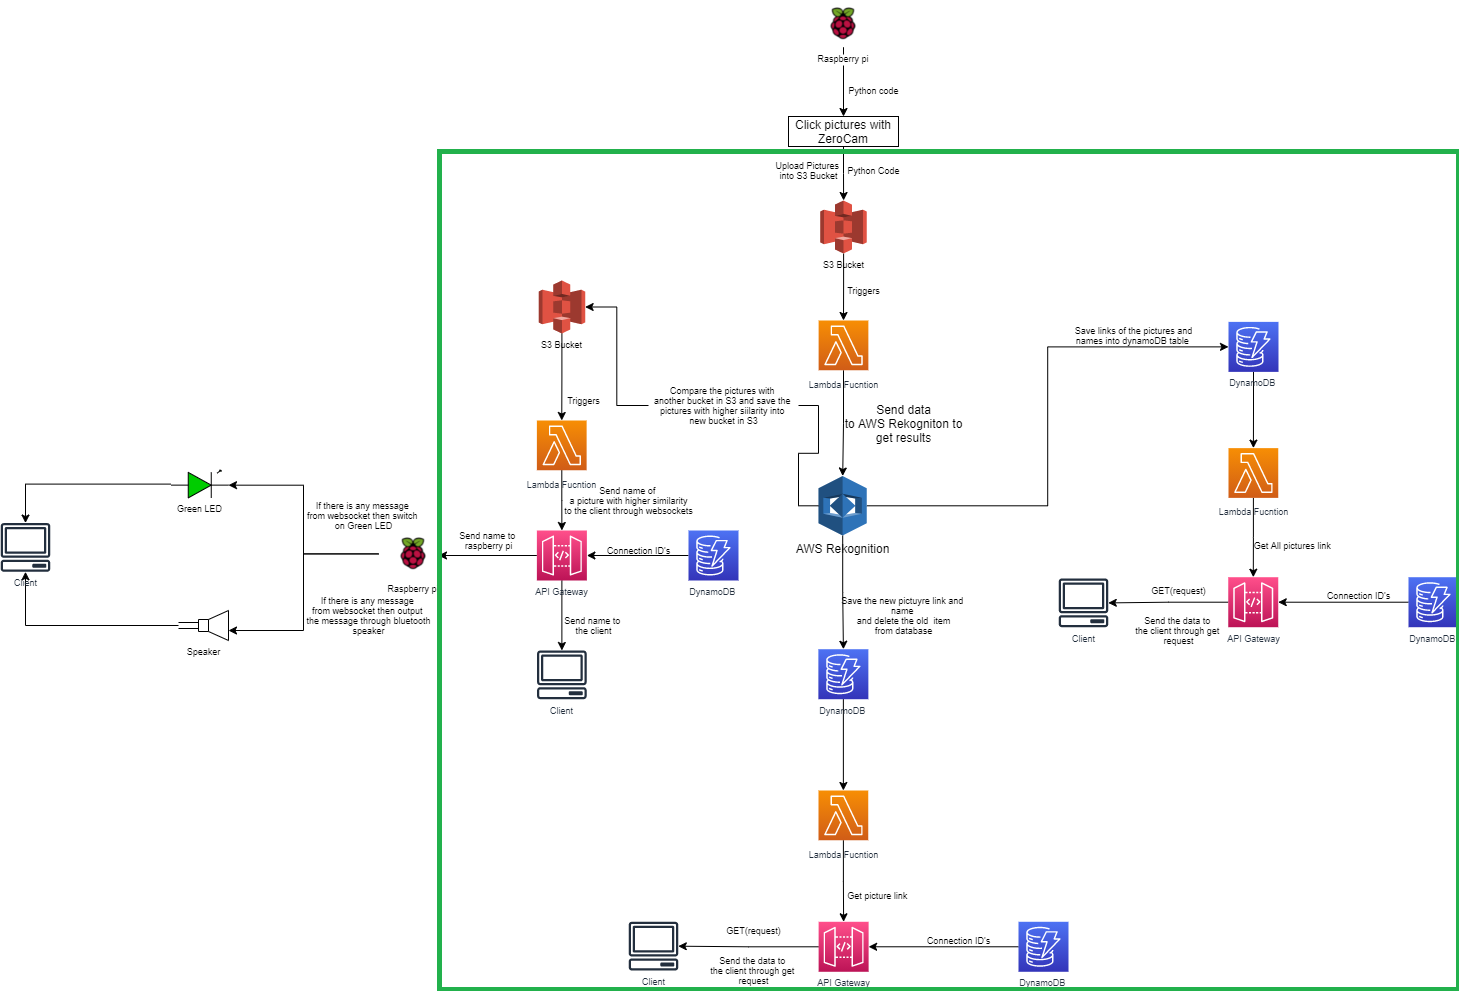 Raspberry pi
Python code
Click pictures with
ZeroCam
Upload Pictures
into S3 Bucket
Python Code
S3 Bucket
Triggers
Lambda Fucntion
Send data
to AWS Rekogniton to
get results
AWS Rekognition
Compare the pictures with
another bucket in S3 and save the
pictures with higher siilarity into
new bucket in S3
S3 Bucket
Triggers
Lambda Fucntion
Send name of
a picture with higher similarity
to the client through websockets
API Gateway
Connection ID's
DynamoDB
Send name to
the client
Client
Send name to
raspberry pi
Raspberry p
If there is any message
from websocket then switch
on Green LED
Green LED
Client
If there is any message
from websocket then output
the message through bluetooth
speaker
Speaker
Save links of the pictures and
names into dynamoDB table
DynamoDB
Lambda Fucntion
Get All pictures link
API Gateway
Connection ID's
DynamoDB
GET(request)
Send the data to
the client through get
request
Client
Save the new pictuyre link and
name
and delete the old item
from database
DynamoDB
Lambda Fucntion
Get picture link
API Gateway
Connection ID's
DynamoDB
GET(request)
Send the data to
the client through get
request
Client